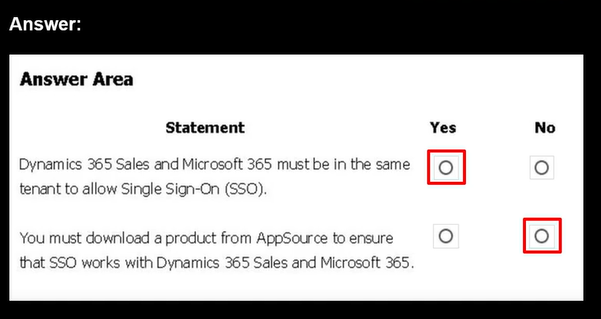 Answer:
Answer Area
Statement Yes No
Dynamics 365 Sales and Microsoft 365 must be in the same
tenant to allow Single Sign-On (SSO).
You must download a product from AppSource to ensure
that SSO works with Dynamics 365 Sales and Microsoft 365.